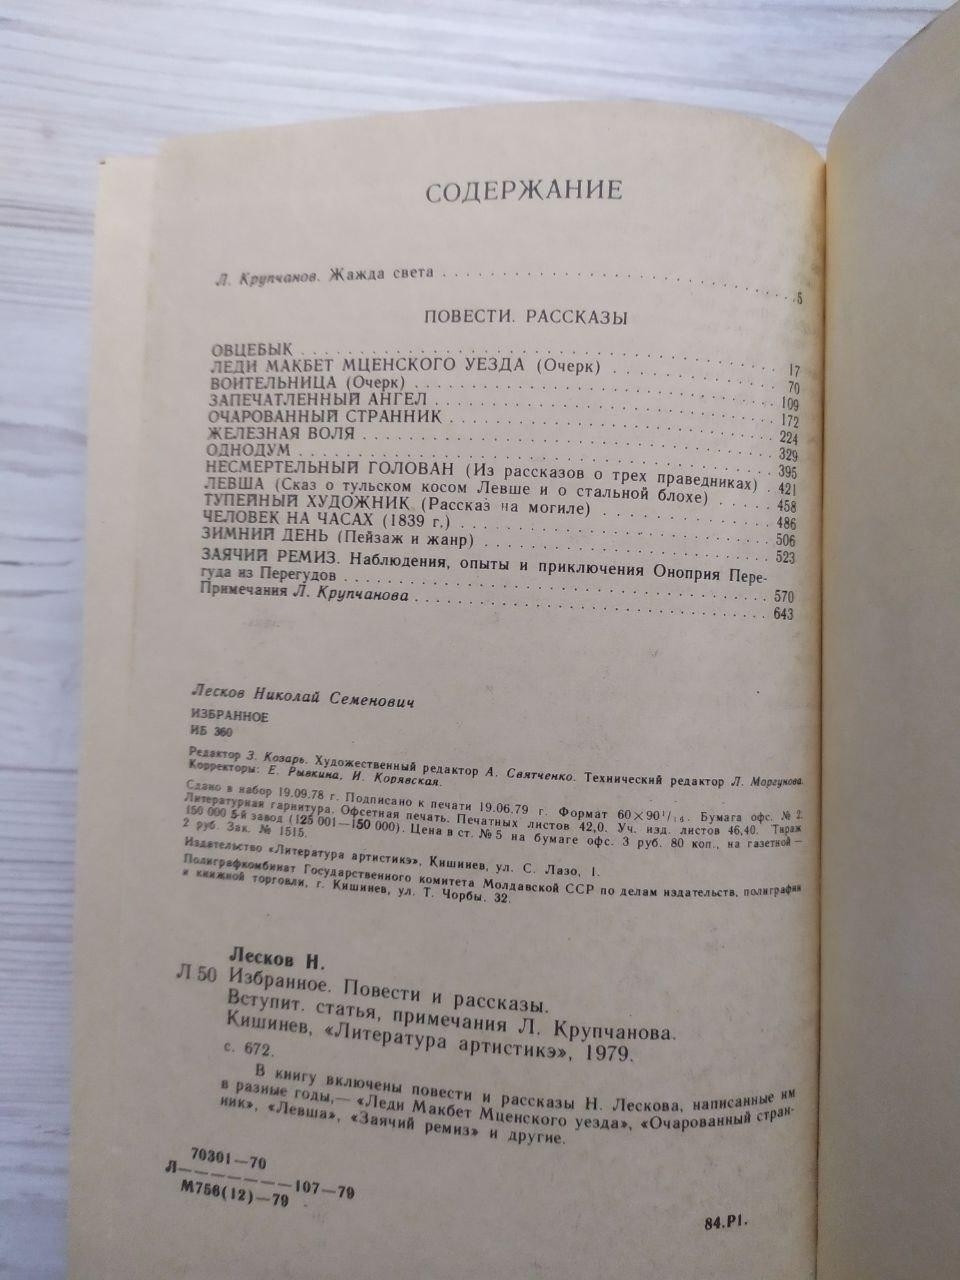 СОДЕРЖАНИЕ
Л. Крупчанов. Жажда света . . . . . . . . . . . . . . . . . . . . 5
ПОВЕСТИ. РАССКАЗЫ
ОВЦЕБЫК . . . . . . . . . . . . . . . . . . . . 17
ЛЕДИ МАКБЕТ МЦЕНСКОГО УЕЗДА (Очерк) . . . . . . . . . . 70
ВОИТЕЛЬНИЦА (Очерк) . . . . . . . . . . . . . . . . . . . . 109
ЗАПЕЧАТЛЕННЫЙ АНГЕЛ . . . . . . . . . . . . . . . . . . . . 172
ОЧАРОВАННЫЙ СТРАННИК . . . . . . . . . . . . . . . . . . . . 224
ЖЕЛЕЗНАЯ ВОЛЯ . . . . . . . . . . . . . . . . . . . . 329
ОДНОДУМ . . . . . . . . . . . . . . . . . . . . 395
НЕСМЕРТЕЛЬНЫЙ ГОЛОВАН (Из рассказов о трех праведниках) . 421
ЛЕВША (Сказ о тульском косом Левше и о стальной блохе) . . . . . 458
ТУПЕЙНЫЙ ХУДОЖНИК (Рассказ на могиле) . . . . . . . . . . 486
ЧЕЛОВЕК НА ЧАСАХ (1839 г.) . . . . . . . . . . . . . . . . . . . . 506
ЗИМНИЙ ДЕНЬ (Пейзаж и жанр) . . . . . . . . . . . . . . . . . . . . 523
ЗАЯЧИЙ РЕМИЗ. Наблюдения, опыты и приключения Оноприя Пере-
гуда из Перегудов . . . . . . . . . . . . . . . . . . . . 570
Примечания Л. Крупчанова . . . . . . . . . . . . . . . . . . . . 643
Лесков Николай Семенович
ИЗБРАННОЕ
ИБ 360
Редактор З. Козарь. Художественный редактор А. Святченко. Технический редактор Л. Моргунова.
Корректоры: Е. Рывкина, И. Корявская.
Сдано в набор 19.09.78 г. Подписано к печати 19.06.79 г. Формат 60×90¹/₁₆. Бумага офс. № 2.
Литературная гарнитура. Офсетная печать. Печатных листов 42,0. Уч. изд. листов 46,40. Тираж
150 000 5-й завод (125 001—150 000). Цена в ст. № 5 на бумаге офс. 3 руб. 80 коп., на газетной—
2 руб. Зак. № 1515.
Издательство «Литература артистикэ», Кишинев, ул. С. Лазо, 1.
Полиграфкомбинат Государственного комитета Молдавской ССР по делам издательств, полиграфии
и книжной торговли, г. Кишинев, ул. Т. Чорбы, 32.
Лесков Н.
Л 50 Избранное. Повести и рассказы.
Вступит. статья, примечания Л. Крупчанова.
Кишинев, «Литература артистикэ», 1979.
с. 672.
В книгу включены повести и рассказы Н. Лескова, написанные им
в разные годы,— «Леди Макбет Мценского уезда», «Очарованный стран-
ник», «Левша», «Заячий ремиз» и другие.
70301—70
Л————————107—79
М756(12)—79
84.Р1.